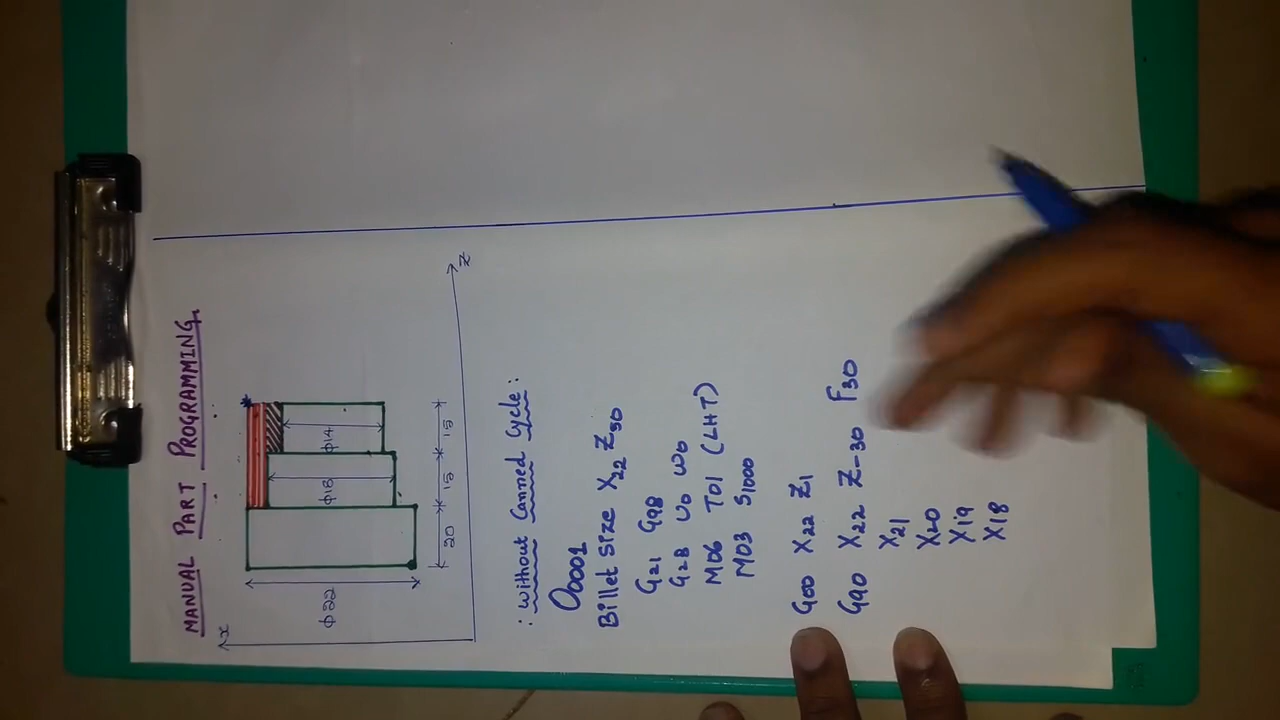 MANUAL PART PROGRAMMING.
x
ϕ22
ϕ18
ϕ14
20
15
15
z
: Without Canned Cycle :
O0001
Billet size X22 Z50
G21 G98
G28 U0 W0
M06 T01 (LHT)
M03 S1000
G00 X22 Z1
G90 X22 Z-30 F30
X21
X20
X19
X18